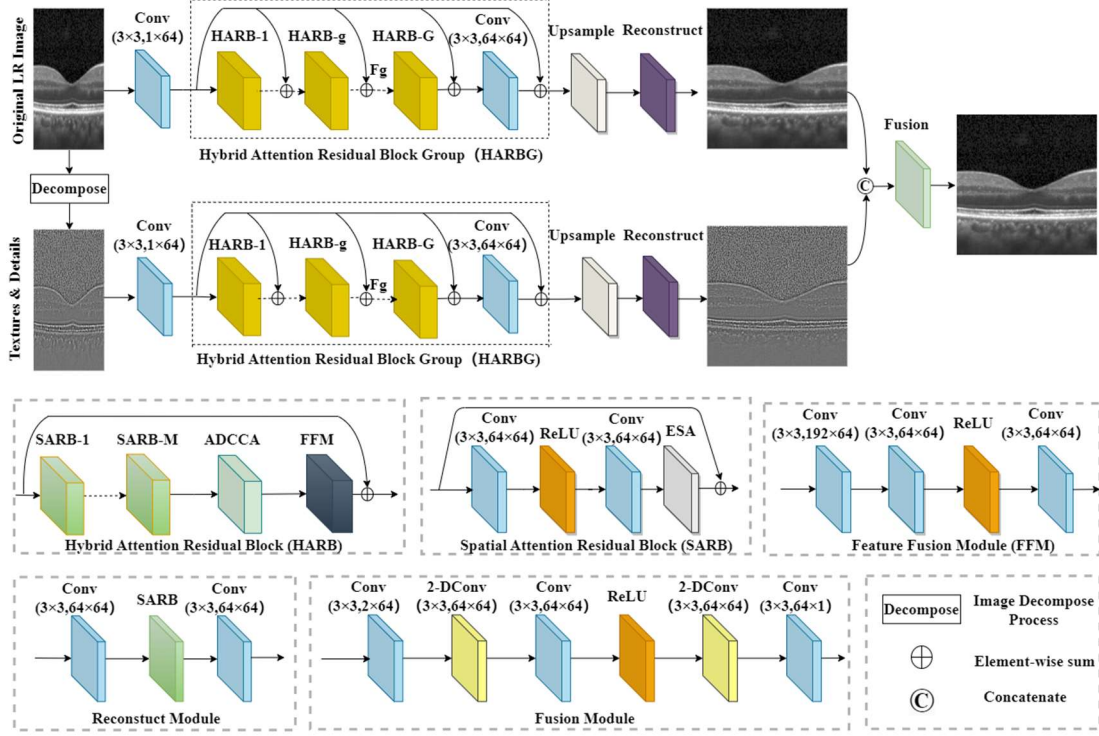 Original LR Image
Conv
(3×3,1×64)
HARB-1
HARB-g
HARB-G
Fg
Conv
(3×3,64×64)
Upsample
Reconstruct
Hybrid Attention Residual Block Group (HARBG)
Decompose
Fusion
C
Textures & Details
Conv
(3×3,1×64)
HARB-1
HARB-g
HARB-G
Fg
Conv
(3×3,64×64)
Upsample
Reconstruct
Hybrid Attention Residual Block Group (HARBG)
SARB-1
SARB-M
ADCCA
FFM
Hybrid Attention Residual Block (HARB)
Conv
(3×3,64×64)
ReLU
Conv
(3×3,64×64)
ESA
Spatial Attention Residual Block (SARB)
Conv
(3×3,192×64)
Conv
(3×3,64×64)
ReLU
Conv
(3×3,64×64)
Feature Fusion Module (FFM)
Conv
(3×3,64×64)
SARB
Conv
(3×3,64×64)
Reconstuct Module
Conv
(3×3,2×64)
2-DConv
(3×3,64×64)
Conv
(3×3,64×64)
ReLU
2-DConv
(3×3,64×64)
Conv
(3×3,64×1)
Fusion Module
Decompose
Image Decompose
Process
Element-wise sum
C
Concatenate